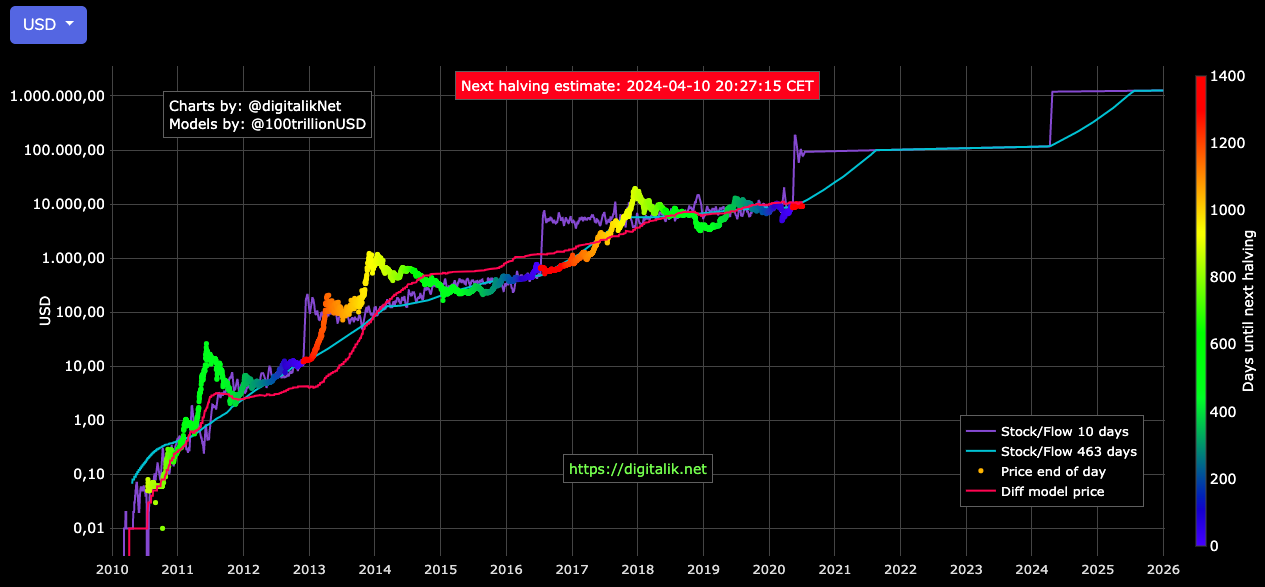 USD
Next halving estimate: 2024-04-10 20:27:15 CET
Charts by: @digitalikNet
Models by: @100trillionUSD
1.000.000,00
100.000,00
10.000,00
1.000,00
100,00
10,00
1,00
0,10
0,01
USD
2010 2011 2012 2013 2014 2015 2016 2017 2018 2019 2020 2021 2022 2023 2024 2025 2026
https://digitalik.net
Stock/Flow 10 days
Stock/Flow 463 days
Price end of day
Diff model price
1400
1200
1000
800
600
400
200
0
Days until next halving